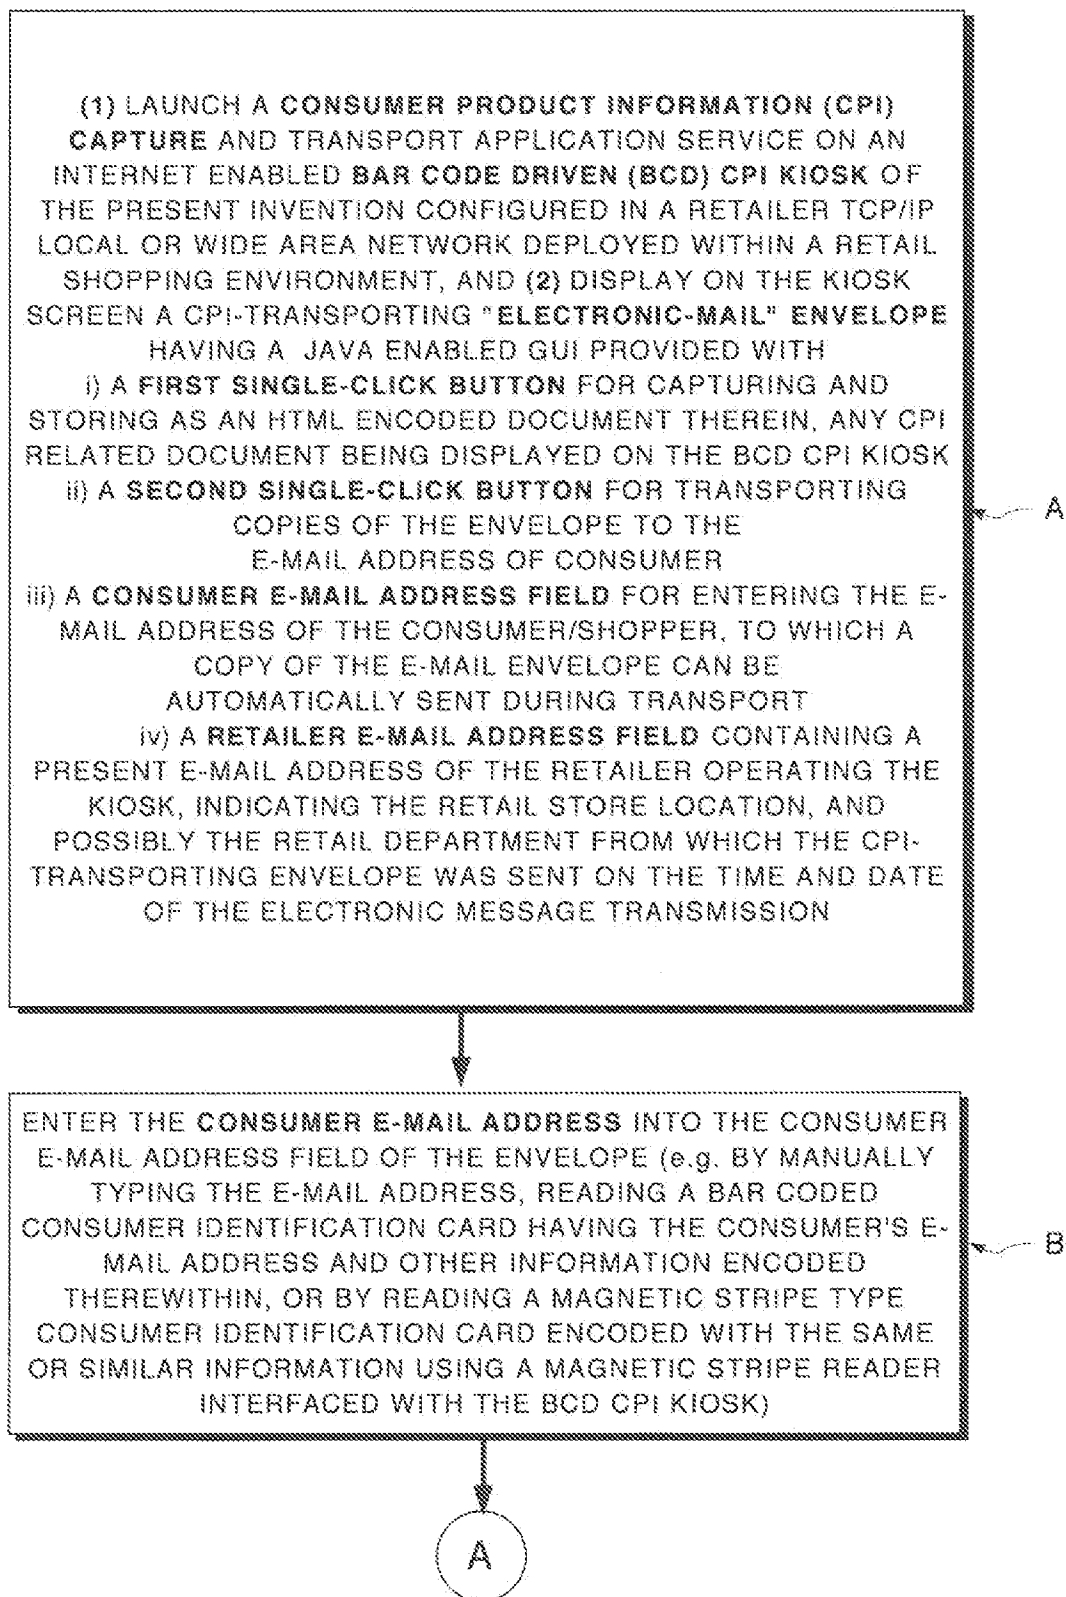 (1) LAUNCH A CONSUMER PRODUCT INFORMATION (CPI)
CAPTURE AND TRANSPORT APPLICATION SERVICE ON AN
INTERNET ENABLED BAR CODE DRIVEN (BCD) CPI KIOSK OF
THE PRESENT INVENTION CONFIGURED IN A RETAILER TCP/IP
LOCAL OR WIDE AREA NETWORK DEPLOYED WITHIN A RETAIL
SHOPPING ENVIRONMENT, AND (2) DISPLAY ON THE KIOSK
SCREEN A CPI-TRANSPORTING "ELECTRONIC-MAIL" ENVELOPE
HAVING A JAVA ENABLED GUI PROVIDED WITH
i) A FIRST SINGLE-CLICK BUTTON FOR CAPTURING AND
STORING AS AN HTML ENCODED DOCUMENT THEREIN, ANY CPI
RELATED DOCUMENT BEING DISPLAYED ON THE BCD CPI KIOSK
ii) A SECOND SINGLE-CLICK BUTTON FOR TRANSPORTING
COPIES OF THE ENVELOPE TO THE
E-MAIL ADDRESS OF CONSUMER
iii) A CONSUMER E-MAIL ADDRESS FIELD FOR ENTERING THE E-
MAIL ADDRESS OF THE CONSUMER/SHOPPER, TO WHICH A
COPY OF THE E-MAIL ENVELOPE CAN BE
AUTOMATICALLY SENT DURING TRANSPORT
iv) A RETAILER E-MAIL ADDRESS FIELD CONTAINING A
PRESENT E-MAIL ADDRESS OF THE RETAILER OPERATING THE
KIOSK, INDICATING THE RETAIL STORE LOCATION, AND
POSSIBLY THE RETAIL DEPARTMENT FROM WHICH THE CPI-
TRANSPORTING ENVELOPE WAS SENT ON THE TIME AND DATE
OF THE ELECTRONIC MESSAGE TRANSMISSION
A
ENTER THE CONSUMER E-MAIL ADDRESS INTO THE CONSUMER
E-MAIL ADDRESS FIELD OF THE ENVELOPE (e.g. BY MANUALLY
TYPING THE E-MAIL ADDRESS, READING A BAR CODED
CONSUMER IDENTIFICATION CARD HAVING THE CONSUMER'S E-
MAIL ADDRESS AND OTHER INFORMATION ENCODED
THEREWITHIN, OR BY READING A MAGNETIC STRIPE TYPE
CONSUMER IDENTIFICATION CARD ENCODED WITH THE SAME
OR SIMILAR INFORMATION USING A MAGNETIC STRIPE READER
INTERFACED WITH THE BCD CPI KIOSK)
B
A